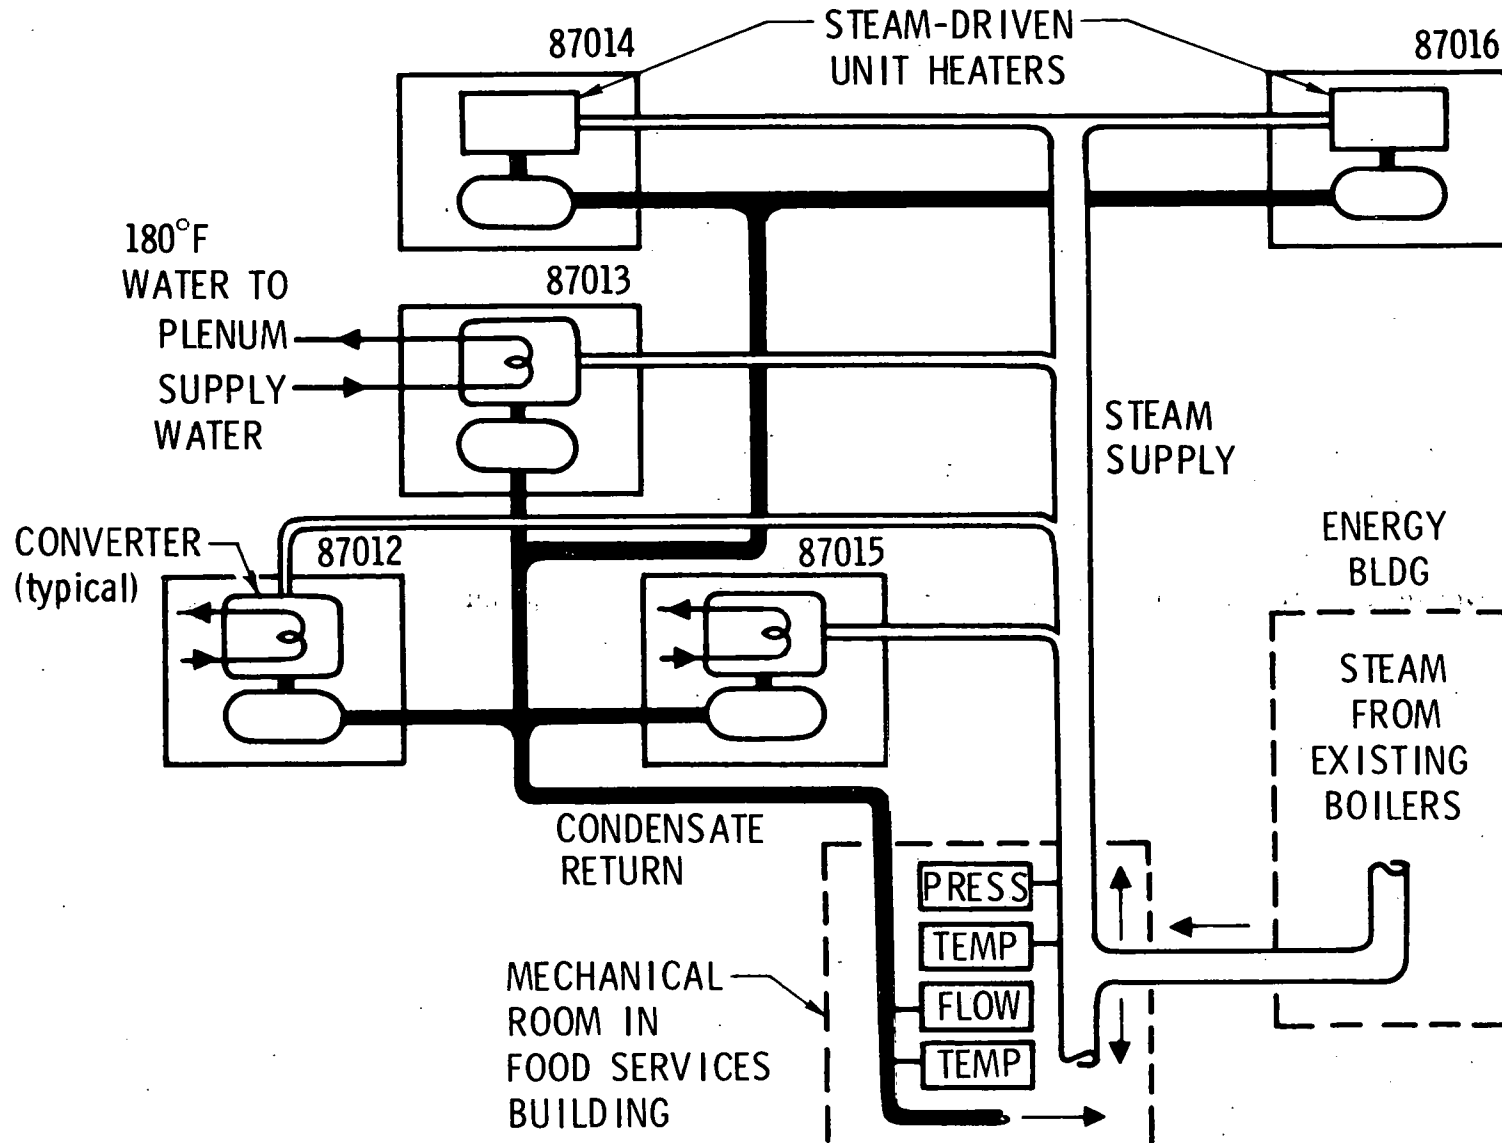 STEAM-DRIVEN
UNIT HEATERS
87014
87016
180°F
WATER TO
PLENUM
SUPPLY
WATER
87013
STEAM
SUPPLY
CONVERTER
(typical)
87012
87015
ENERGY
BLDG
STEAM
FROM
EXISTING
BOILERS
CONDENSATE
RETURN
PRESS
TEMP
FLOW
TEMP
MECHANICAL
ROOM IN
FOOD SERVICES
BUILDING